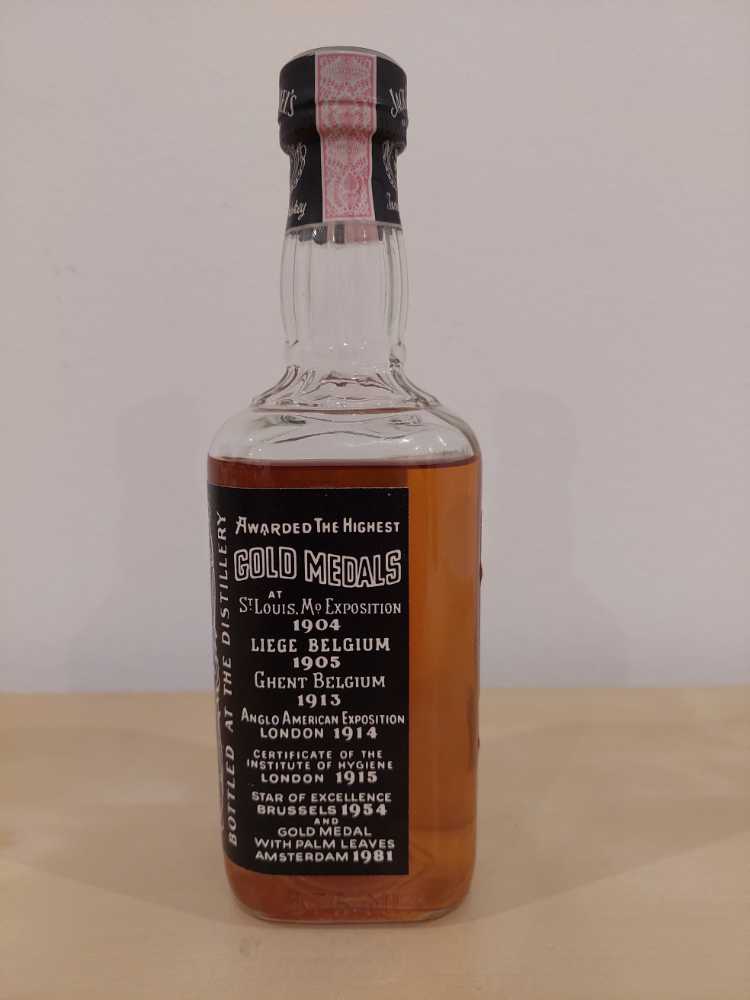 EL'S
JACK
AWARDED THE HIGHEST
GOLD MEDALS
AT
ST LOUIS, MO EXPOSITION
1904
LIEGE BELGIUM
1905
GHENT BELGIUM
1913
ANGLO AMERICAN EXPOSITION
LONDON 1914
CERTIFICATE OF THE
INSTITUTE OF HYGIENE
LONDON 1915
STAR OF EXCELLENCE
BRUSSELS 1954
AND
GOLD MEDAL
WITH PALM LEAVES
AMSTERDAM 1981
BOTTLED AT THE DISTILLERY